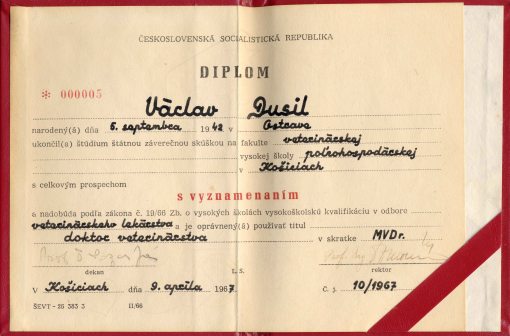 ČESKOSLOVENSKÁ SOCIALISTICKÁ REPUBLIKA
DIPLOM
* 000005
Václav Dusil
narodený(á) dňa 5. septembra 1942 v Ostrave
ukončil(a) štúdium štátnou záverečnou skúškou na fakulte veterinárskej
vysokej školy poľnohospodárskej
v Košiciach
s celkovým prospechom
s vyznamenaním
a nadobúda podľa zákona č. 19/66 Zb. o vysokých školách vysokoškolskú kvalifikáciu v odbore
veterinárskeho lekárstva a je oprávnený(á) používať titul
doktor veterinárstva v skratke MVDr.
dekan L. S. rektor
V Košiciach dňa 9. apríla 1967 Č. j. 10/1967
ŠEVT - 26 383 3 II/66